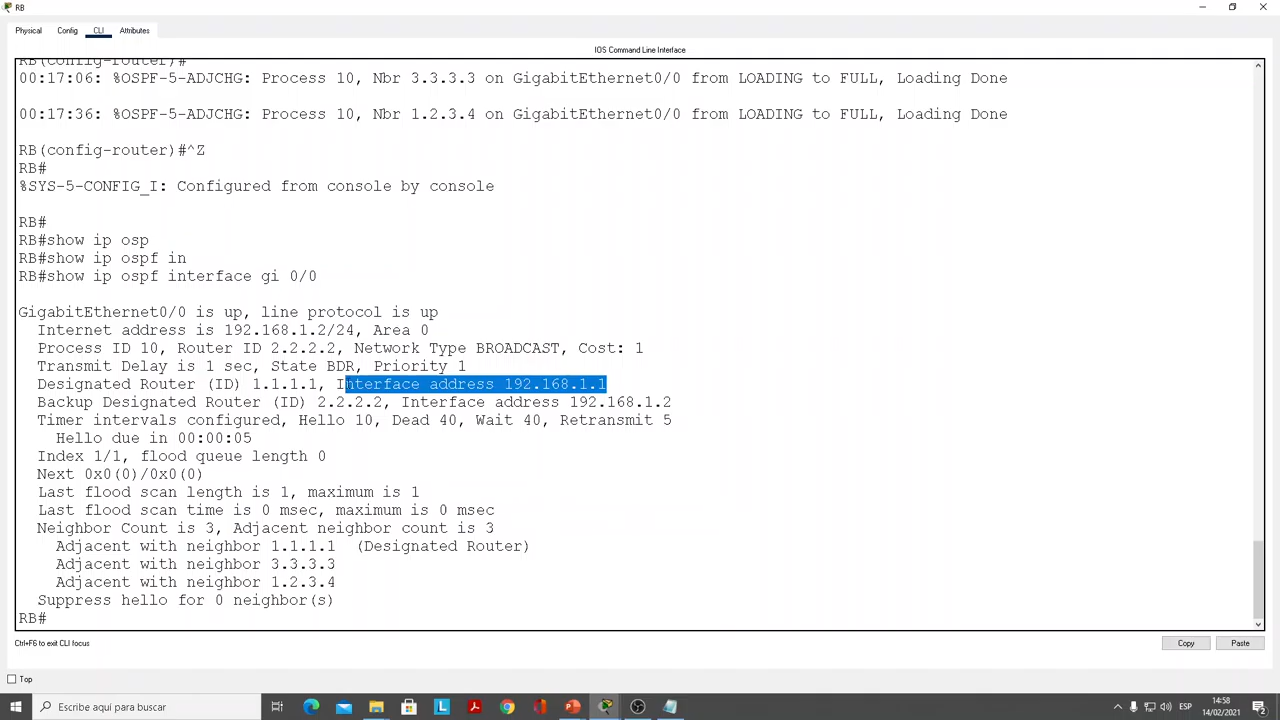 RB
Physical Config CLI Attributes
IOS Command Line Interface
RB(config-router)#
00:17:06: %OSPF-5-ADJCHG: Process 10, Nbr 3.3.3.3 on GigabitEthernet0/0 from LOADING to FULL, Loading Done
00:17:36: %OSPF-5-ADJCHG: Process 10, Nbr 1.2.3.4 on GigabitEthernet0/0 from LOADING to FULL, Loading Done
RB(config-router)#^Z
RB#
%SYS-5-CONFIG_I: Configured from console by console
RB#
RB#show ip osp
RB#show ip ospf in
RB#show ip ospf interface gi 0/0
GigabitEthernet0/0 is up, line protocol is up
Internet address is 192.168.1.2/24, Area 0
Process ID 10, Router ID 2.2.2.2, Network Type BROADCAST, Cost: 1
Transmit Delay is 1 sec, State BDR, Priority 1
Designated Router (ID) 1.1.1.1, Interface address 192.168.1.1
Backup Designated Router (ID) 2.2.2.2, Interface address 192.168.1.2
Timer intervals configured, Hello 10, Dead 40, Wait 40, Retransmit 5
Hello due in 00:00:05
Index 1/1, flood queue length 0
Next 0x0(0)/0x0(0)
Last flood scan length is 1, maximum is 1
Last flood scan time is 0 msec, maximum is 0 msec
Neighbor Count is 3, Adjacent neighbor count is 3
Adjacent with neighbor 1.1.1.1 (Designated Router)
Adjacent with neighbor 3.3.3.3
Adjacent with neighbor 1.2.3.4
Suppress hello for 0 neighbor(s)
RB#
Ctrl+F6 to exit CLI focus
Copy Paste
Top
Escribe aquí para buscar
ESP
14:58
14/02/2021
2